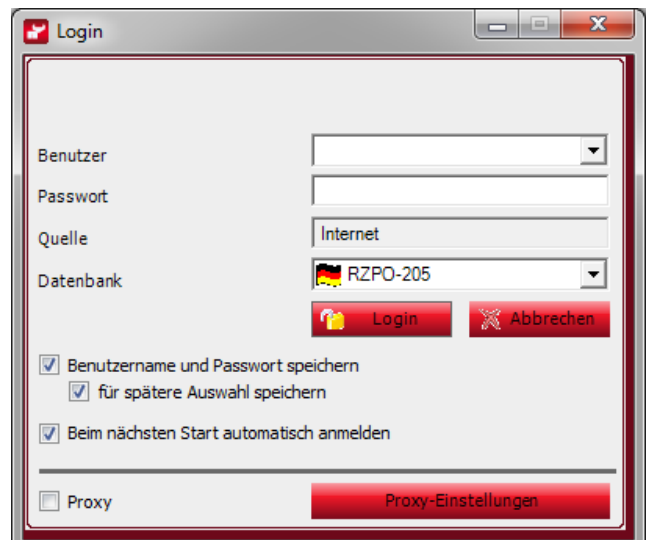 Login
Benutzer
Passwort
Quelle Internet
Datenbank RZPO-205
Login Abbrechen
Benutzername und Passwort speichern
für spätere Auswahl speichern
Beim nächsten Start automatisch anmelden
Proxy Proxy-Einstellungen